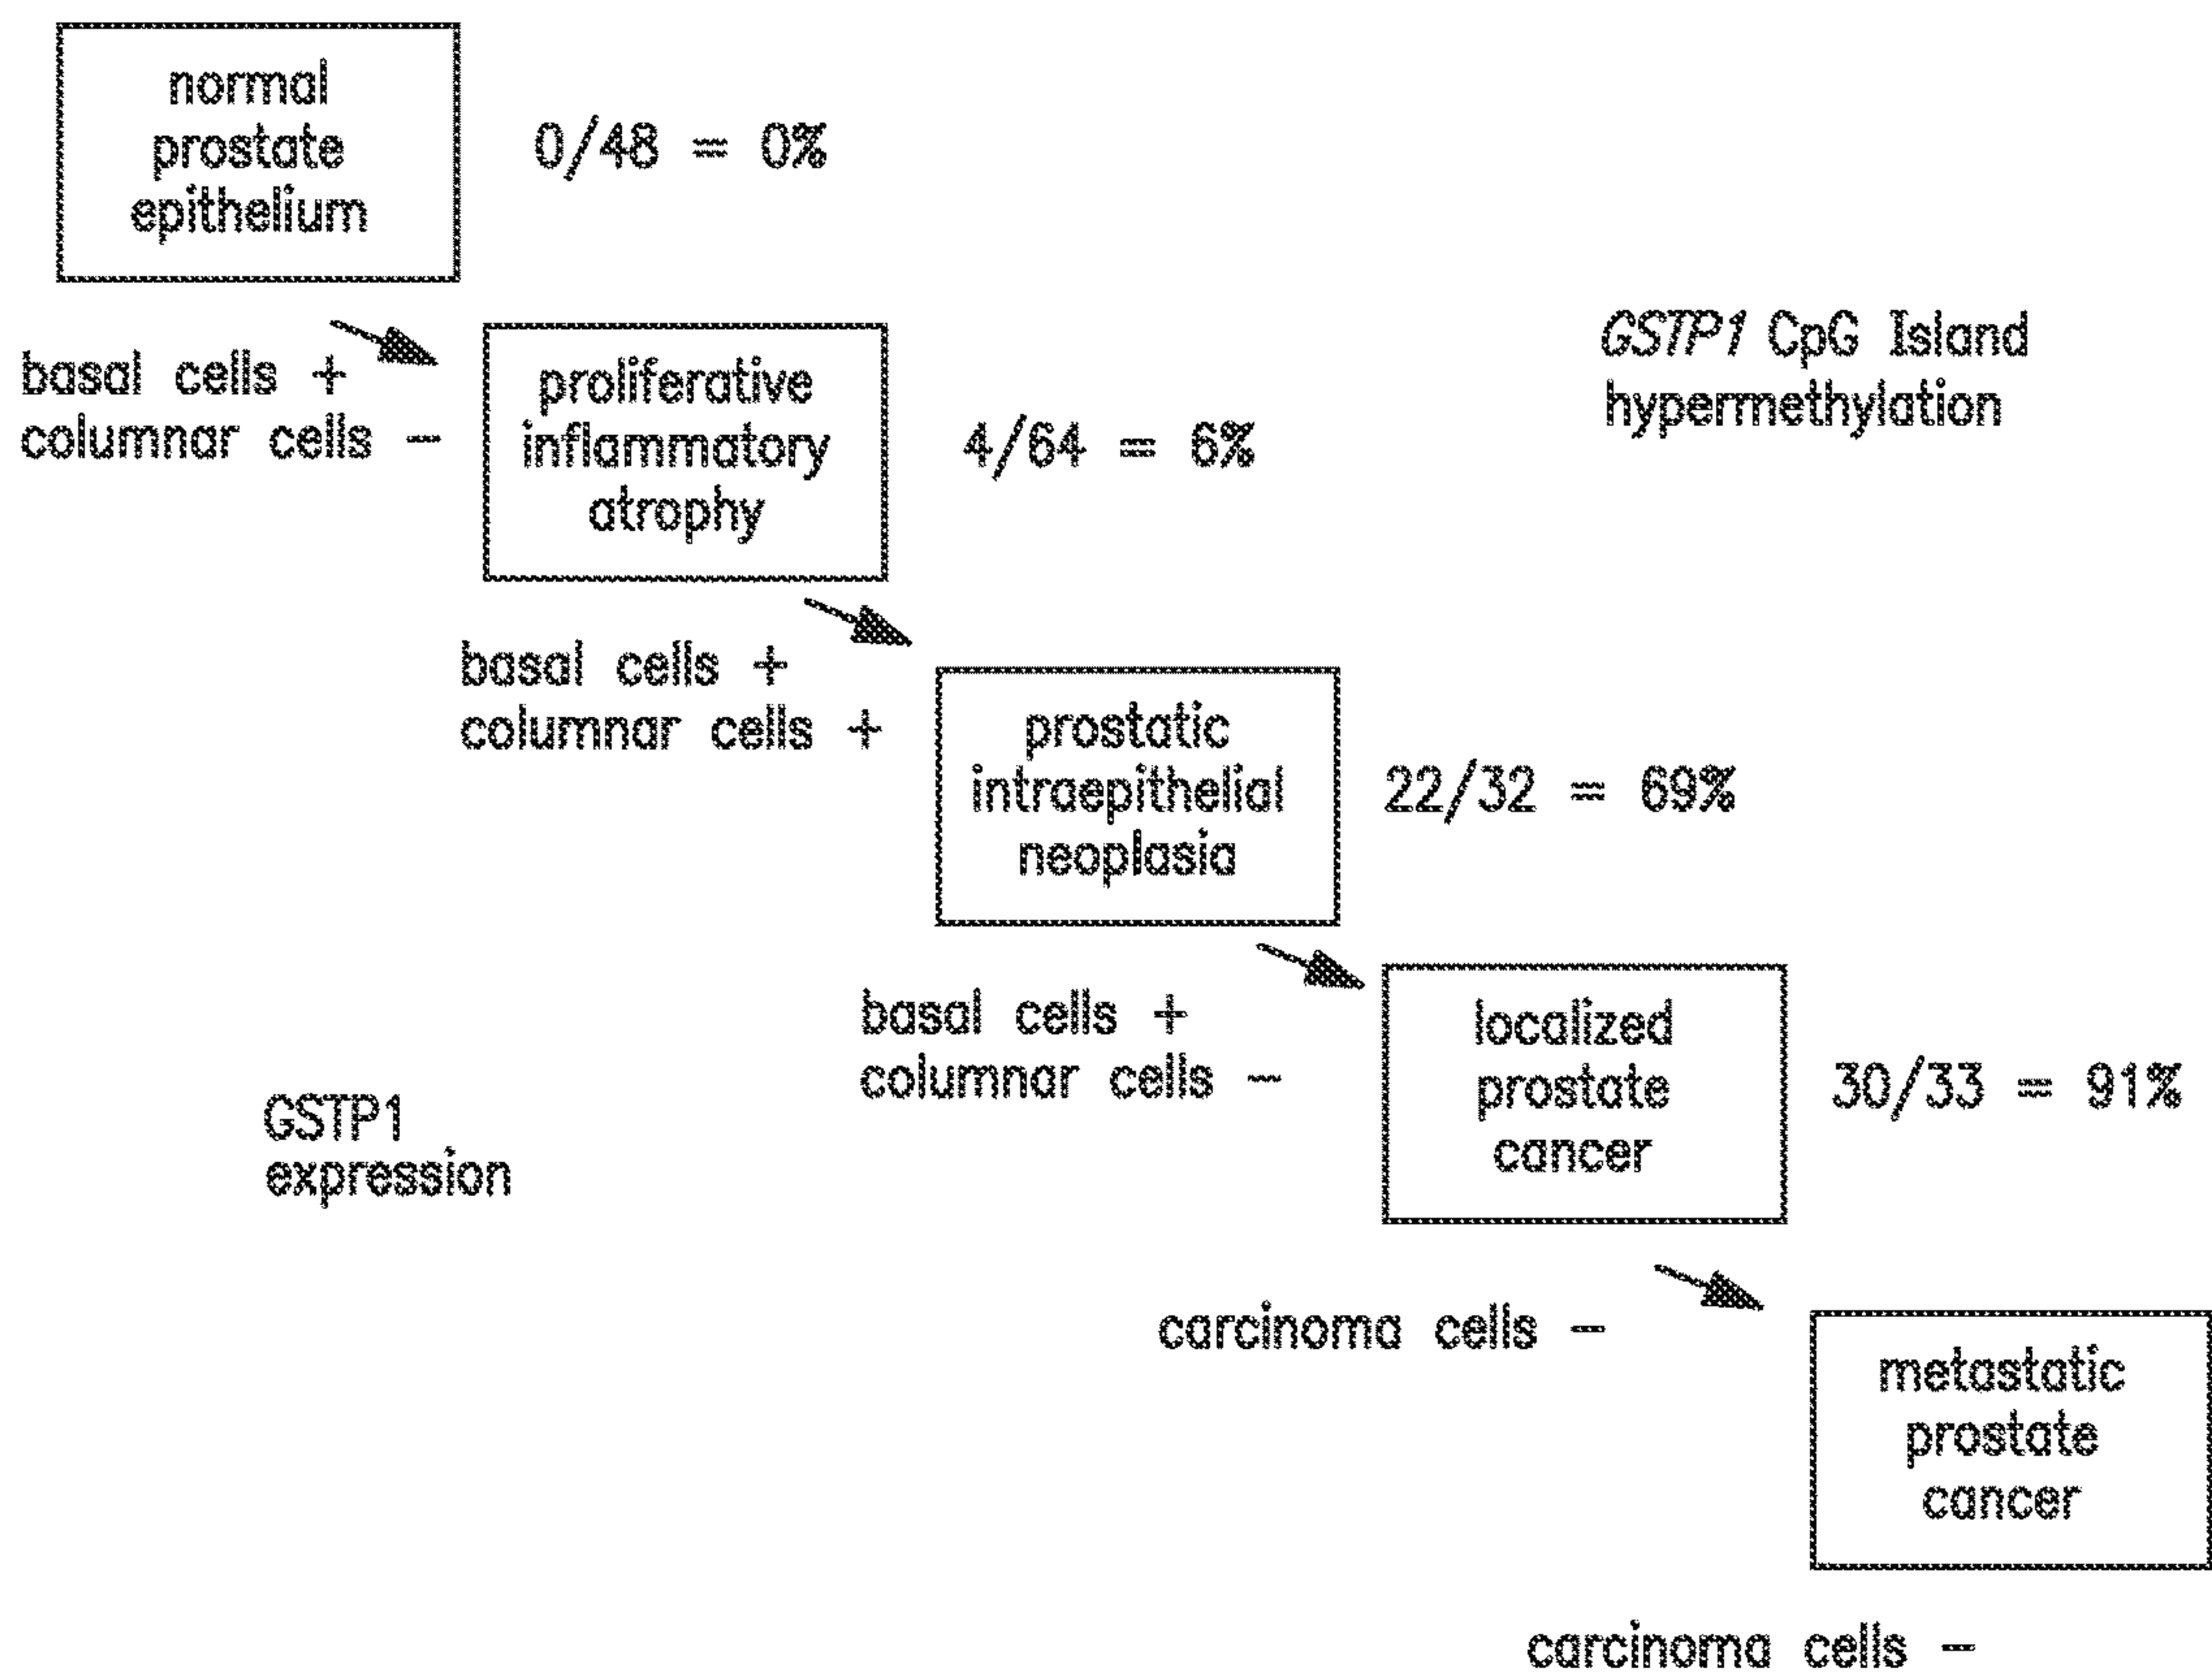 normal
prostate
epithelium
0/48 = 0%
GSTP1 CpG Island
hypermethylation
basal cells +
columnar cells -
proliferative
inflammatory
atrophy
4/64 = 6%
basal cells +
columnar cells +
prostatic
intraepithelial
neoplasia
22/32 = 69%
basal cells +
columnar cells -
localized
prostate
cancer
30/33 = 91%
GSTP1
expression
carcinoma cells -
metastatic
prostate
cancer
carcinoma cells -